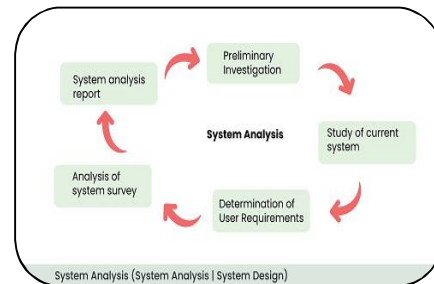 Preliminary
Investigation
System analysis
report
System Analysis
Study of current
system
Analysis of
system survey
Determination of
User Requirements
System Analysis (System Analysis | System Design)